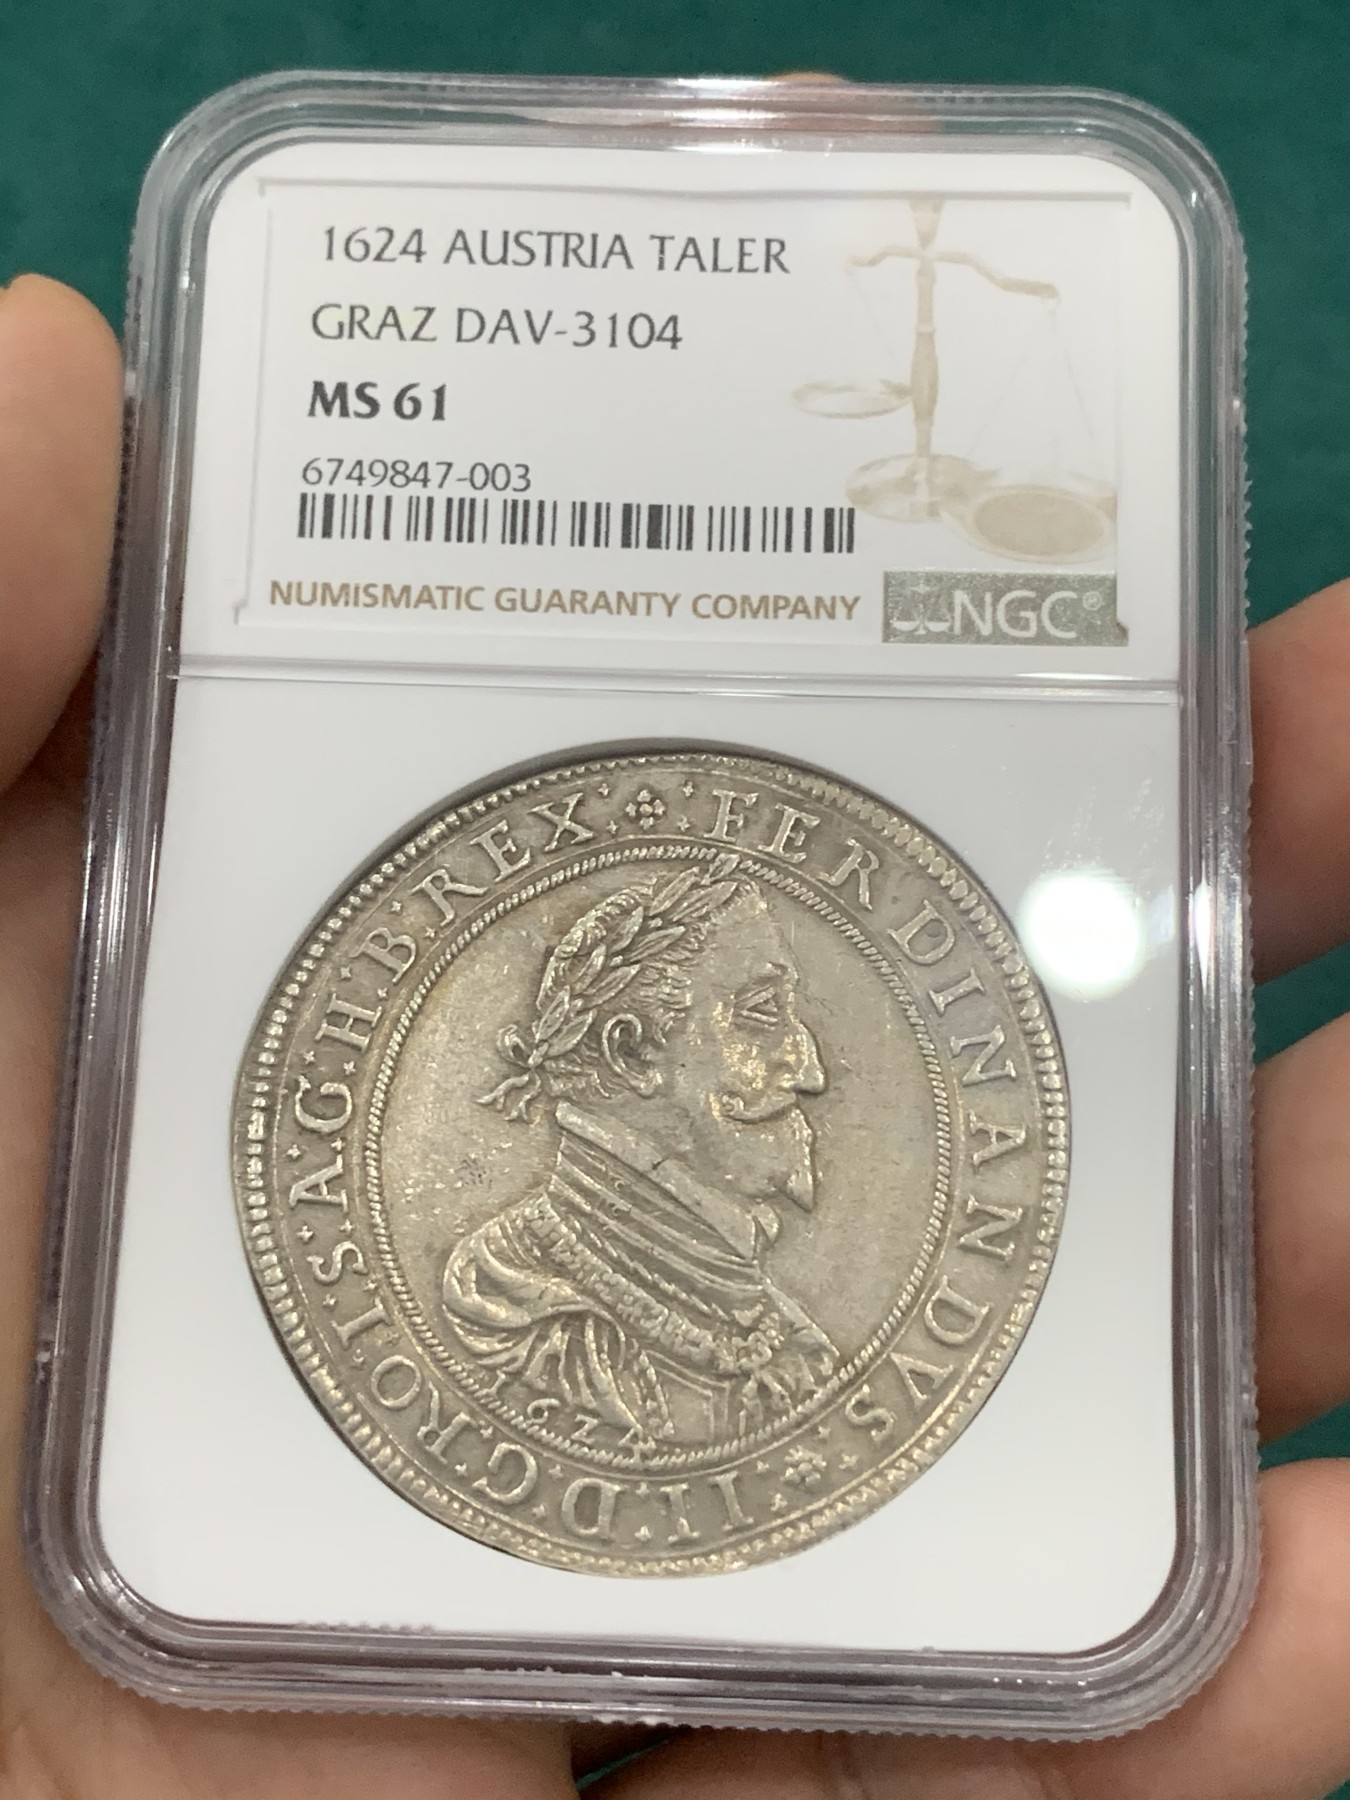 1624 AUSTRIA TALER
GRAZ DAV-3104
MS 61
6749847-003
NUMISMATIC GUARANTY COMPANY
NGC®
FERDINANDVS·II·D·G·RO·I·S·A·G·H·B·REX
1624